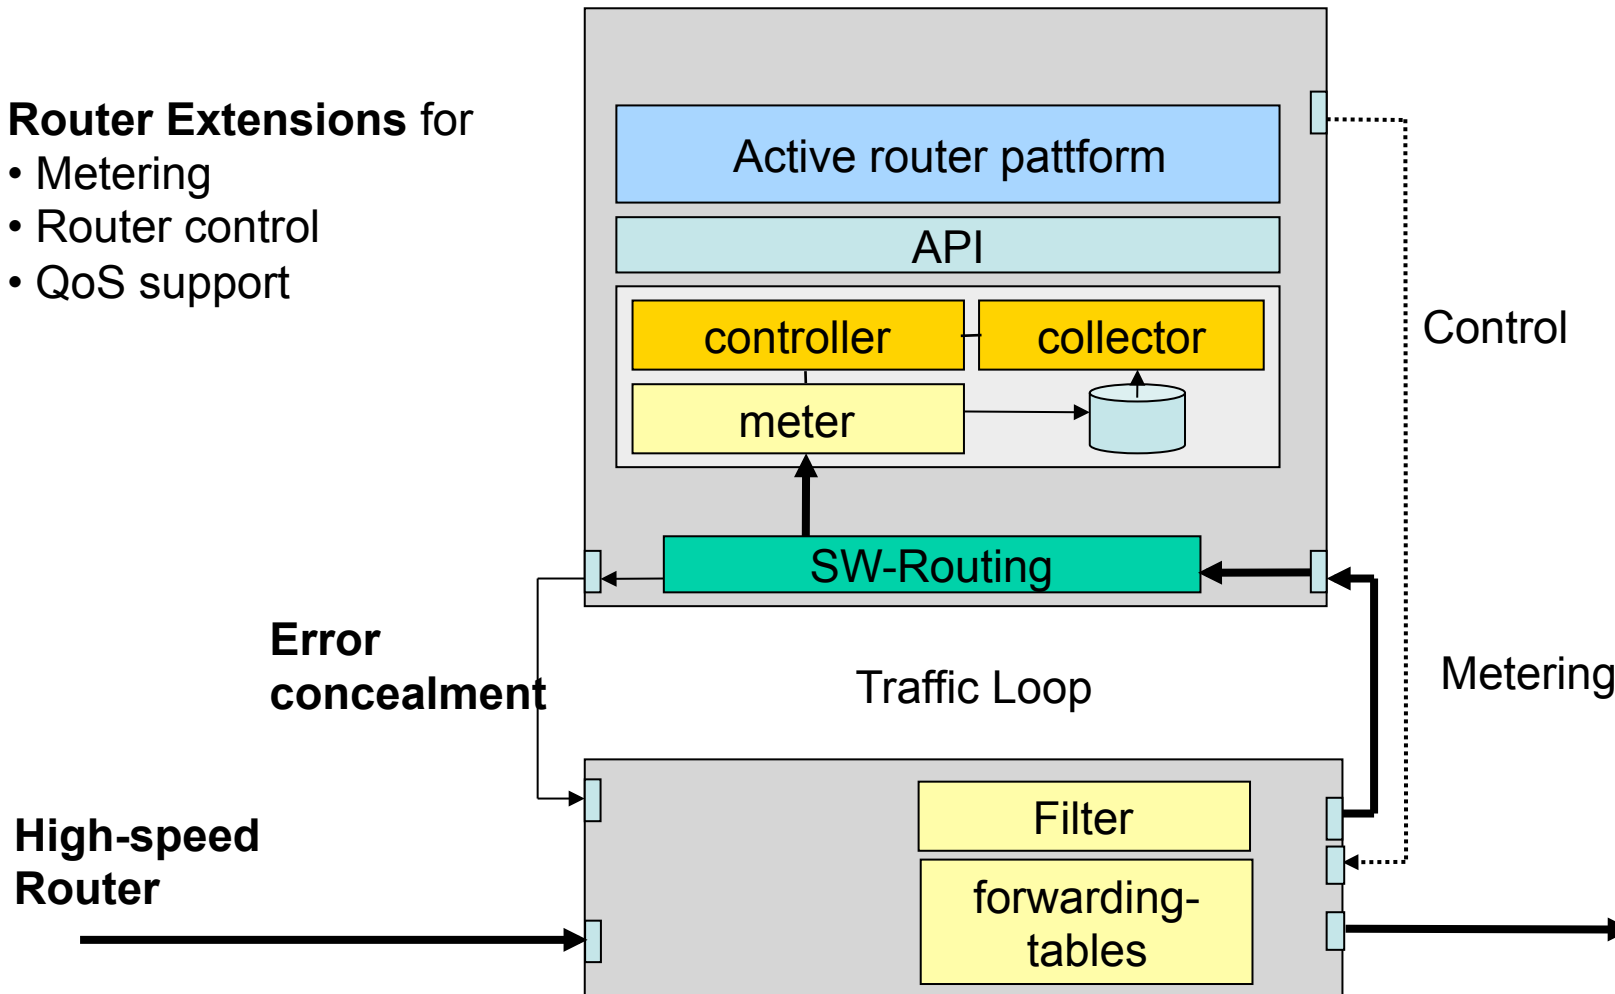 Router Extensions for
• Metering
• Router control
• QoS support
Active router pattform
API
controller
collector
meter
SW-Routing
Control
Error
concealment
Traffic Loop
Metering
High-speed
Router
Filter
forwarding-
tables